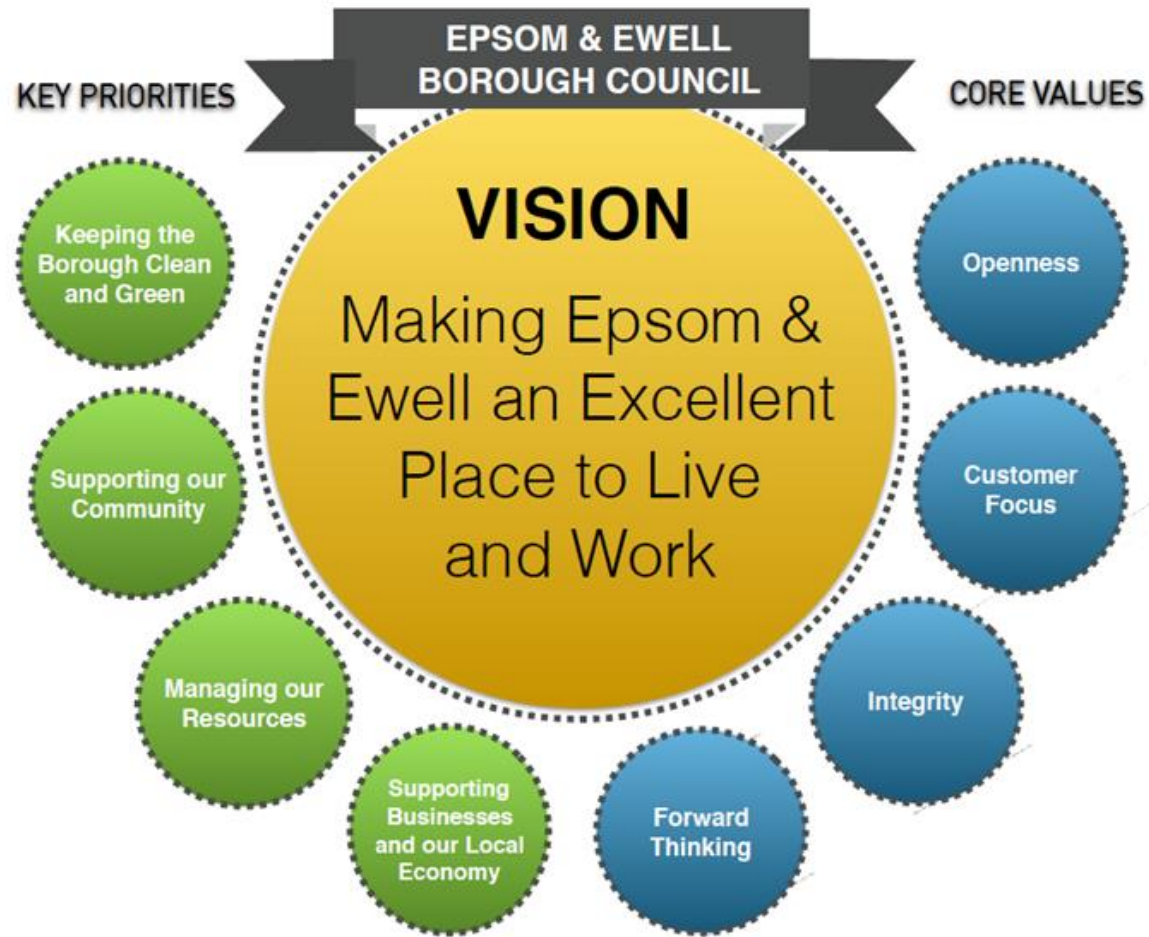 EPSOM & EWELL
BOROUGH COUNCIL
KEY PRIORITIES
CORE VALUES
VISION
Making Epsom &
Ewell an Excellent
Place to Live
and Work
Keeping the
Borough Clean
and Green
Supporting our
Community
Managing our
Resources
Supporting
Businesses
and our Local
Economy
Openness
Customer
Focus
Integrity
Forward
Thinking